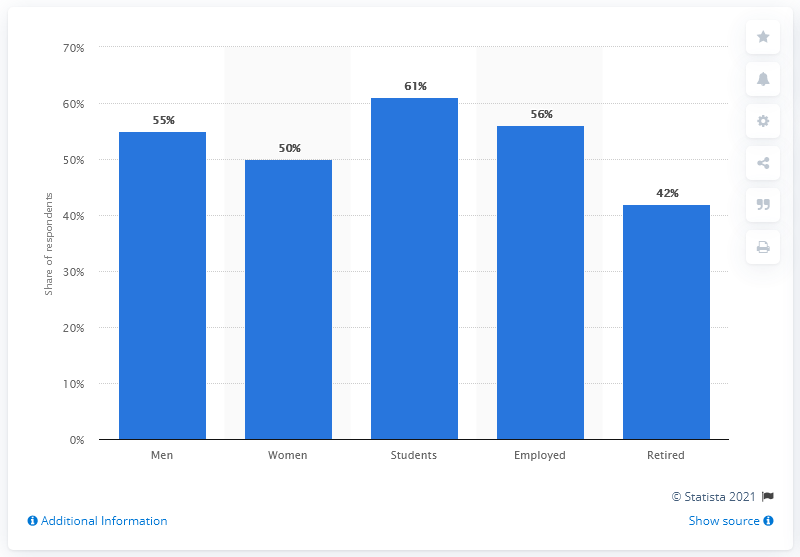 70%
60%
50%
40%
30%
20%
10%
0%
Share of respondents
55%
50%
61%
56%
42%
Men
Women
Students
Employed
Retired
© Statista 2021
Additional Information
Show source